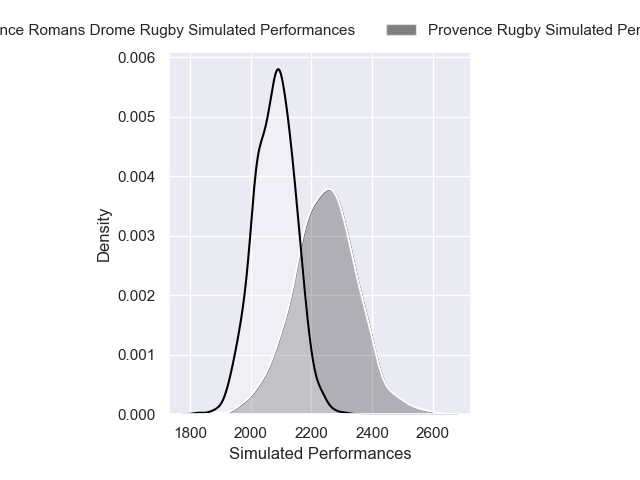 nce Romans Drome Rugby Simulated Performances
Provence Rugby Simulated Per
0.006
0.005
0.004
0.003
0.002
0.001
0.000
Density
1800 2000 2200 2400 2600
Simulated Performances